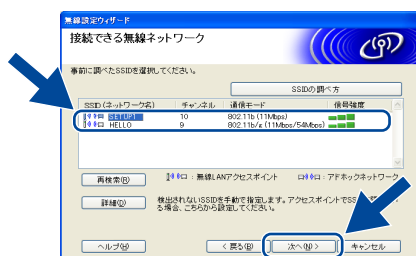 無線設定ウィザード
接続できる無線ネットワーク
事前に調べたSSIDを選択してください。
SSIDの調べ方
SSID(ネットワーク名) チャンネル 通信モード 信号強度
SETUP1 10 802.11b (11Mbps)
HELLO 9 802.11b/g (11Mbps/54Mbps)
再検索(R) :無線LANアクセスポイント :アドホックネットワーク
詳細(D) 検出されないSSIDを手動で指定します。アクセスポイントでSS
る場合、こちらから設定してください。
ヘルプ(H) < 戻る(B) 次へ(N) > キャンセル